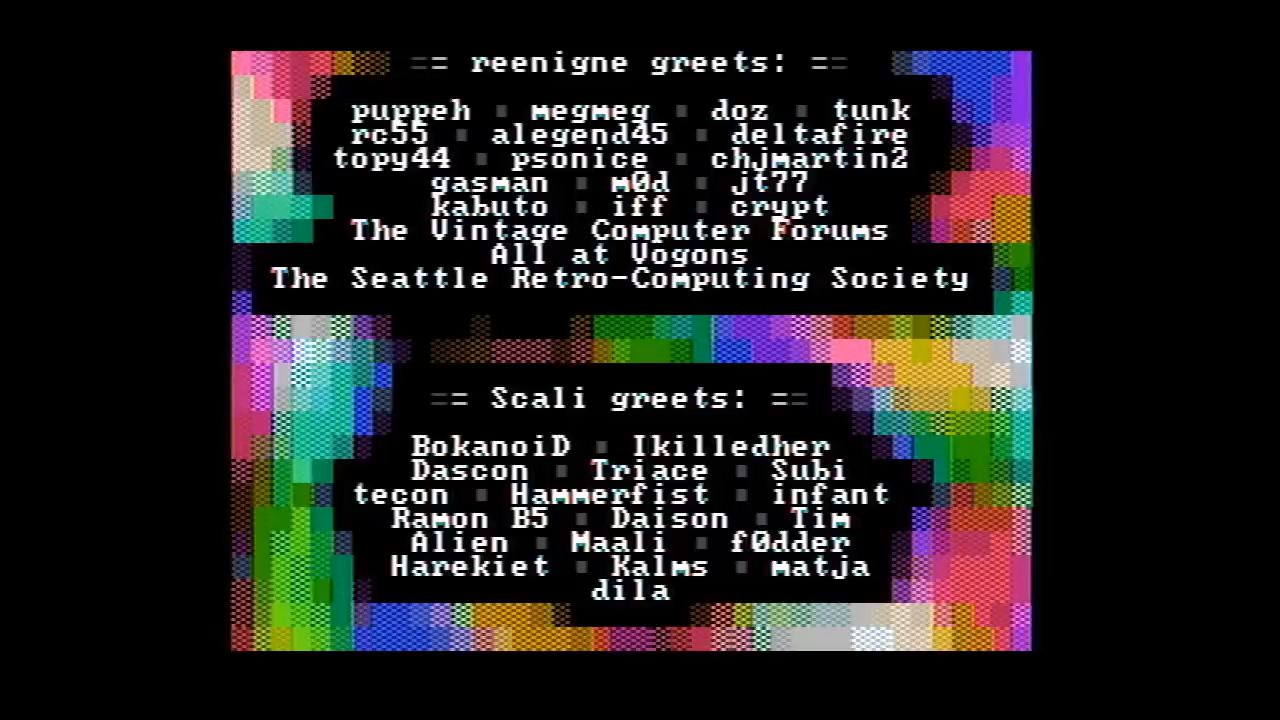 == reenigne greets: ==
puppeh · megmeg · doz · tunk
rc55 · alegend45 · deltafire
topy44 · psonice · chjmartin2
gasman · m0d · jt77
kabuto · iff · crypt
The Vintage Computer Forums
All at Vogons
The Seattle Retro-Computing Society
== Scali greets: ==
BokanoiD · Ikilledher
Dascon · Triace · Subi
tecon · Hammerfist · infant
Ramon B5 · Daison · Tim
Alien · Maali · f0dder
Harekiet · Kalms · matja
dila